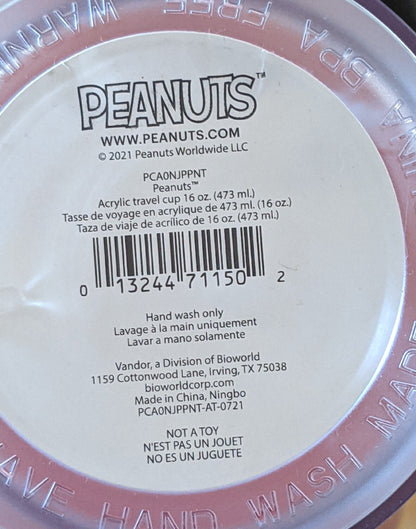 PEANUTS™
WWW.PEANUTS.COM
© 2021 Peanuts Worldwide LLC
PCA0NJPPNT
Peanuts™
Acrylic travel cup 16 oz. (473 ml.)
Tasse de voyage en acrylique de 473 ml. (16 oz.)
Taza de viaje de acrílico de 16 oz. (473 ml.)
0 13244 71150 2
Hand wash only
Lavage à la main uniquement
Lavar a mano solamente
Vandor, a Division of Bioworld
1159 Cottonwood Lane, Irving, TX 75038
bioworldcorp.com
Made in China, Ningbo
PCA0NJPPNT-AT-0721
NOT A TOY
N'EST PAS UN JOUET
NO ES UN JUGUETE
BPA FREE
HAND WASH
MADE